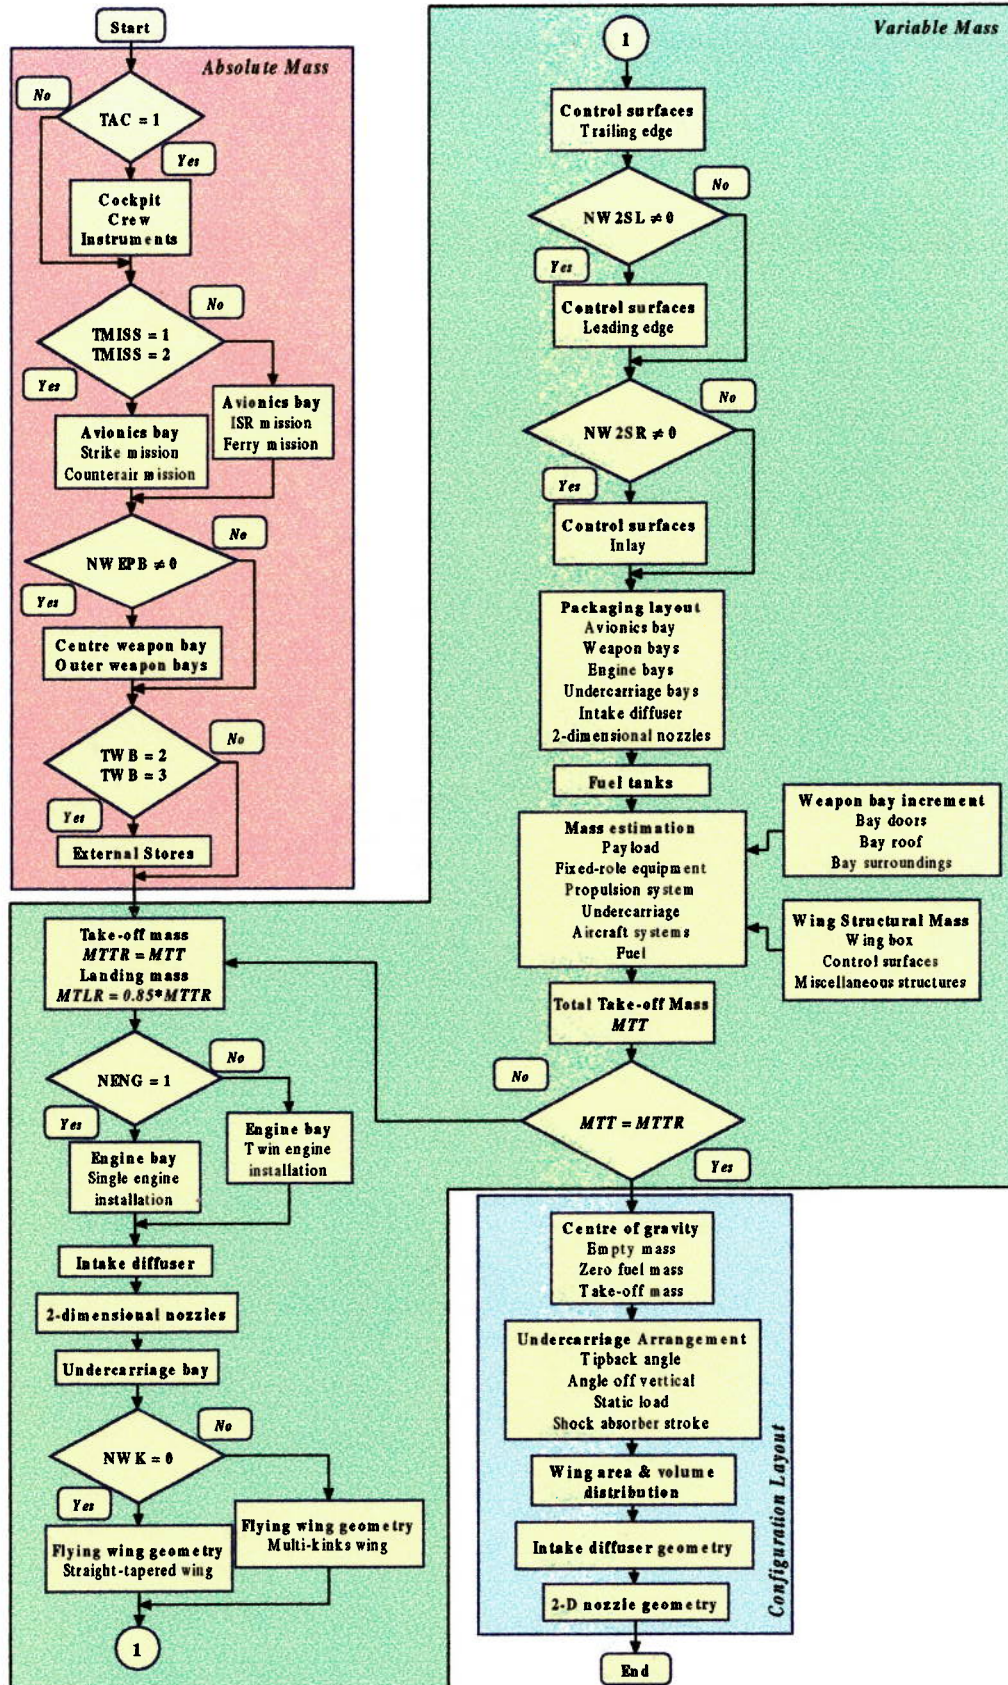 Start
Absolute Mass
No
TAC = 1
Yes
Cockpit
Crew
Instruments
No
TMISS = 1
TMISS = 2
Yes
Avionics bay
Strike mission
Counterair mission
Avionics bay
ISR mission
Ferry mission
No
NWEPB ≠ 0
Yes
Centre weapon bay
Outer weapon bays
No
TWB = 2
TWB = 3
Yes
External Stores
Take-off mass
MTTR = MTT
Landing mass
MTLR = 0.85*MTTR
No
NENG = 1
Yes
Engine bay
Single engine
installation
Engine bay
Twin engine
installation
Intake diffuser
2-dimensional nozzles
Undercarriage bay
No
NWK = 0
Yes
Flying wing geometry
Straight-tapered wing
Flying wing geometry
Multi-kinks wing
1
Variable Mass
1
Control surfaces
Trailing edge
No
NW2SL ≠ 0
Yes
Control surfaces
Leading edge
No
NW2SR ≠ 0
Yes
Control surfaces
Inlay
Packaging layout
Avionics bay
Weapon bays
Engine bays
Undercarriage bays
Intake diffuser
2-dimensional nozzles
Fuel tanks
Mass estimation
Payload
Fixed-role equipment
Propulsion system
Undercarriage
Aircraft systems
Fuel
Weapon bay increment
Bay doors
Bay roof
Bay surroundings
Wing Structural Mass
Wing box
Control surfaces
Miscellaneous structures
Total Take-off Mass
MTT
No
MTT = MTTR
Yes
Centre of gravity
Empty mass
Zero fuel mass
Take-off mass
Undercarriage Arrangement
Tipback angle
Angle off vertical
Static load
Shock absorber stroke
Wing area & volume
distribution
Intake diffuser geometry
2-D nozzle geometry
Configuration Layout
End